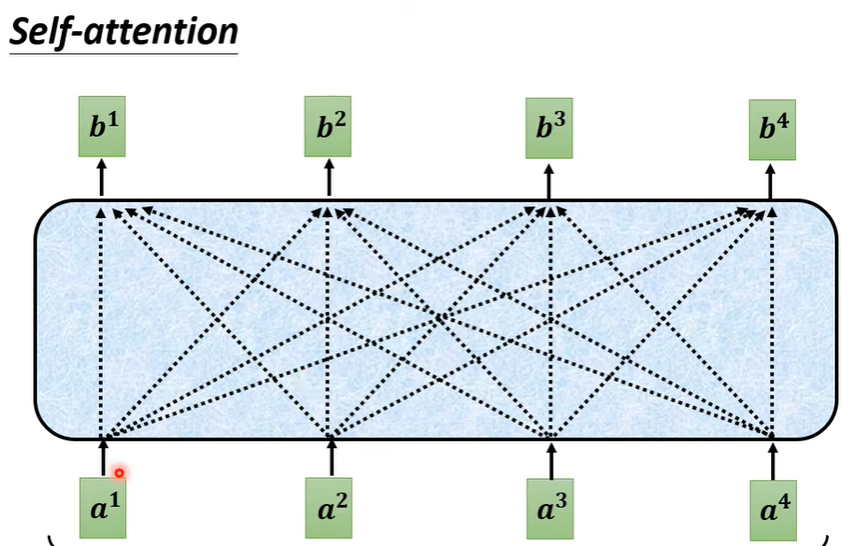 Self-attention
b¹ b² b³ b⁴
a¹ a² a³ a⁴